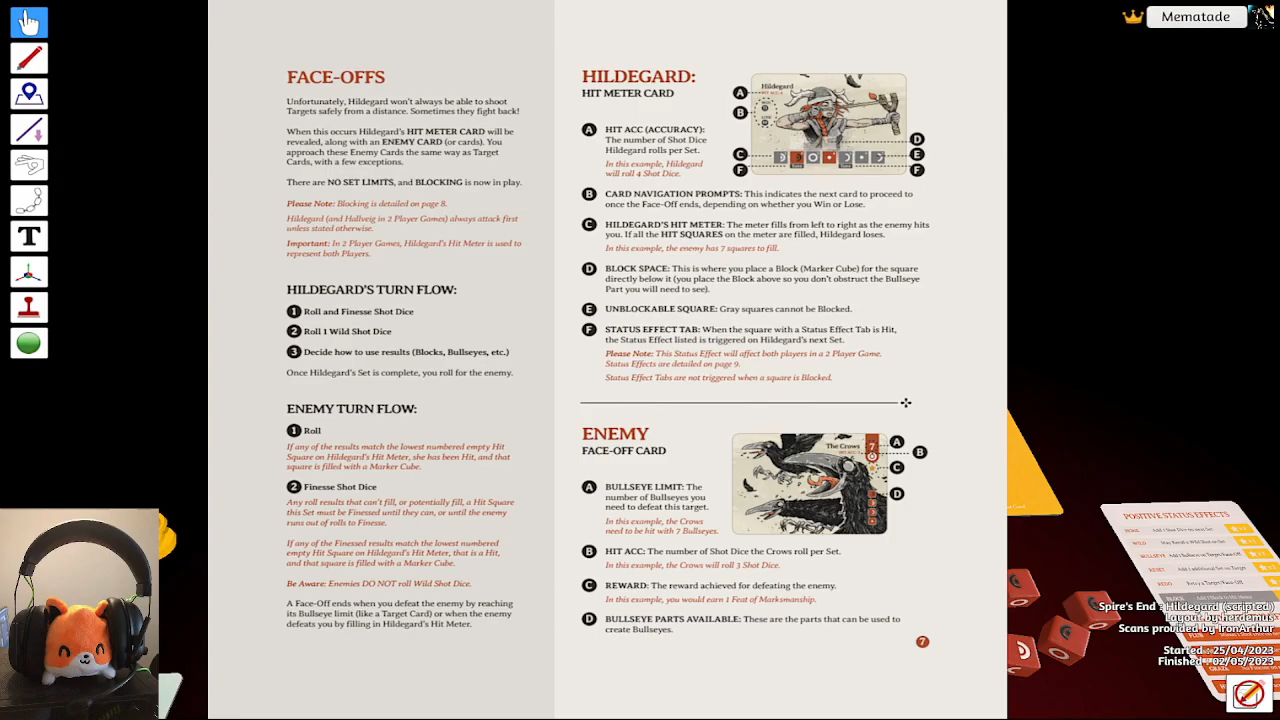 FACE-OFFS
Unfortunately, Hildegard won't always be able to shoot
Targets safely from a distance. Sometimes they fight back!
When this occurs Hildegard's HIT METER CARD will be
revealed, along with an ENEMY CARD (or cards). You
approach these Enemy Cards the same way as Target
Cards, with a few exceptions.
There are NO SET LIMITS, and BLOCKING is now in play.
Please Note: Blocking is detailed on page 8.
Hildegard (and Hallveig in 2 Player Games) always attack first
unless stated otherwise.
Important: In 2 Player Games, Hildegard's Hit Meter is used to
represent both Players.
HILDEGARD'S TURN FLOW:
1 Roll and Finesse Shot Dice
2 Roll 1 Wild Shot Dice
3 Decide how to use results (Blocks, Bullseyes, etc.)
Once Hildegard's Set is complete, you roll for the enemy.
ENEMY TURN FLOW:
1 Roll
If any of the results match the lowest numbered empty Hit
Square on Hildegard's Hit Meter, she has been Hit, and that
square is filled with a Marker Cube.
2 Finesse Shot Dice
Any roll results that can't fill, or potentially fill, a Hit Square
this Set must be Finessed until they can, or until the enemy
runs out of rolls to Finesse.
If any of the Finessed results match the lowest numbered
empty Hit Square on Hildegard's Hit Meter, that is a Hit,
and that square is filled with a Marker Cube.
Be Aware: Enemies DO NOT roll Wild Shot Dice.
A Face-Off ends when you defeat the enemy by reaching
its Bullseye limit (like a Target Card) or when the enemy
defeats you by filling in Hildegard's Hit Meter.
HILDEGARD:
HIT METER CARD
Hildegard
HIT ACC: 4
A
B
C
F
D
E
F
A HIT ACC (ACCURACY):
The number of Shot Dice
Hildegard rolls per Set.
In this example, Hildegard
will roll 4 Shot Dice.
B CARD NAVIGATION PROMPTS: This indicates the next card to proceed to
once the Face-Off ends, depending on whether you Win or Lose.
C HILDEGARD'S HIT METER: The meter fills from left to right as the enemy hits
you. If all the HIT SQUARES on the meter are filled, Hildegard loses.
In this example, the enemy has 7 squares to fill.
D BLOCK SPACE: This is where you place a Block (Marker Cube) for the square
directly below it (you place the Block above so you don't obstruct the Bullseye
Part you will need to see).
E UNBLOCKABLE SQUARE: Gray squares cannot be Blocked.
F STATUS EFFECT TAB: When the square with a Status Effect Tab is Hit,
the Status Effect listed is triggered on Hildegard's next Set.
Please Note: This Status Effect will affect both players in a 2 Player Game.
Status Effects are detailed on page 9.
Status Effect Tabs are not triggered when a square is Blocked.
ENEMY
FACE-OFF CARD
The Crows
7
A
B
C
D
A BULLSEYE LIMIT: The
number of Bullseyes you
need to defeat this target.
In this example, the Crows
need to be hit with 7 Bullseyes.
B HIT ACC: The number of Shot Dice the Crows roll per Set.
In this example, the Crows will roll 3 Shot Dice.
C REWARD: The reward achieved for defeating the enemy.
In this example, you would earn 1 Feat of Marksmanship.
D BULLSEYE PARTS AVAILABLE: These are the parts that can be used to
create Bullseyes.
7
Mematade
T
POSITIVE STATUS EFFECTS
Spire's End : Hildegard (scripted)
Layout by herdemus
Scans provided by IronArthur
Started : 25/04/2023
Finished : 02/05/2023